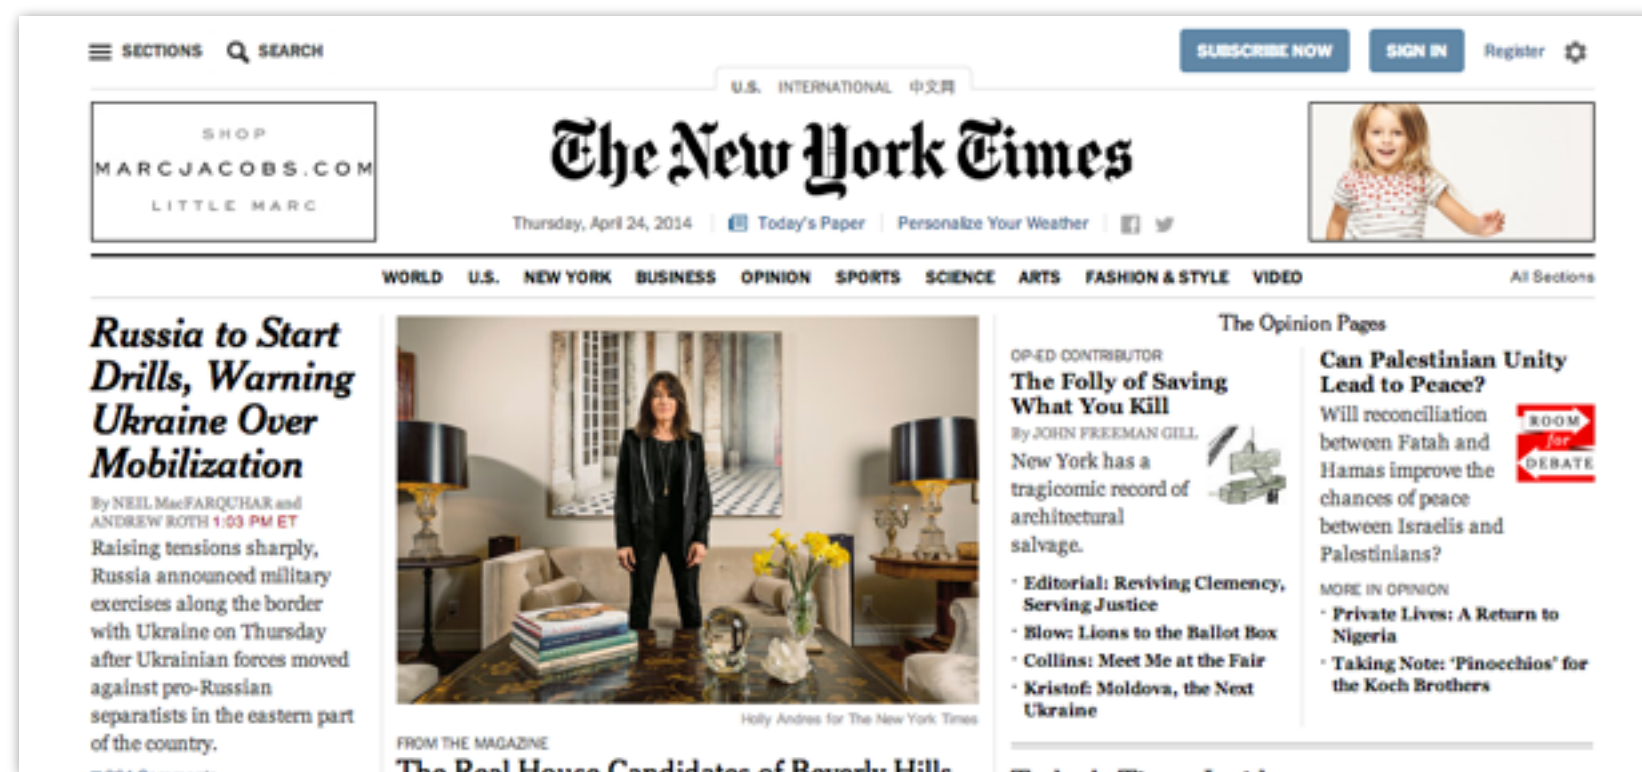 SECTIONS
SEARCH
SUBSCRIBE NOW
SIGN IN
Register
U.S. INTERNATIONAL 中文网
SHOP
MARCJACOBS.COM
LITTLE MARC
The New York Times
Thursday, April 24, 2014
Today's Paper
Personalize Your Weather
WORLD U.S. NEW YORK BUSINESS OPINION SPORTS SCIENCE ARTS FASHION & STYLE VIDEO All Sections
Russia to Start
Drills, Warning
Ukraine Over
Mobilization
By NEIL MacFARQUHAR and
ANDREW ROTH 1:03 PM ET
Raising tensions sharply,
Russia announced military
exercises along the border
with Ukraine on Thursday
after Ukrainian forces moved
against pro-Russian
separatists in the eastern part
of the country.
Holly Andres for The New York Times
FROM THE MAGAZINE
The Real House Candidates of Beverly Hills
The Opinion Pages
OP-ED CONTRIBUTOR
The Folly of Saving
What You Kill
By JOHN FREEMAN GILL
New York has a
tragicomic record of
architectural
salvage.
· Editorial: Reviving Clemency,
Serving Justice
· Blow: Lions to the Ballot Box
· Collins: Meet Me at the Fair
· Kristof: Moldova, the Next
Ukraine
Can Palestinian Unity
Lead to Peace?
Will reconciliation
between Fatah and
Hamas improve the
chances of peace
between Israelis and
Palestinians?
ROOM
for
DEBATE
MORE IN OPINION
· Private Lives: A Return to
Nigeria
· Taking Note: 'Pinocchios' for
the Koch Brothers